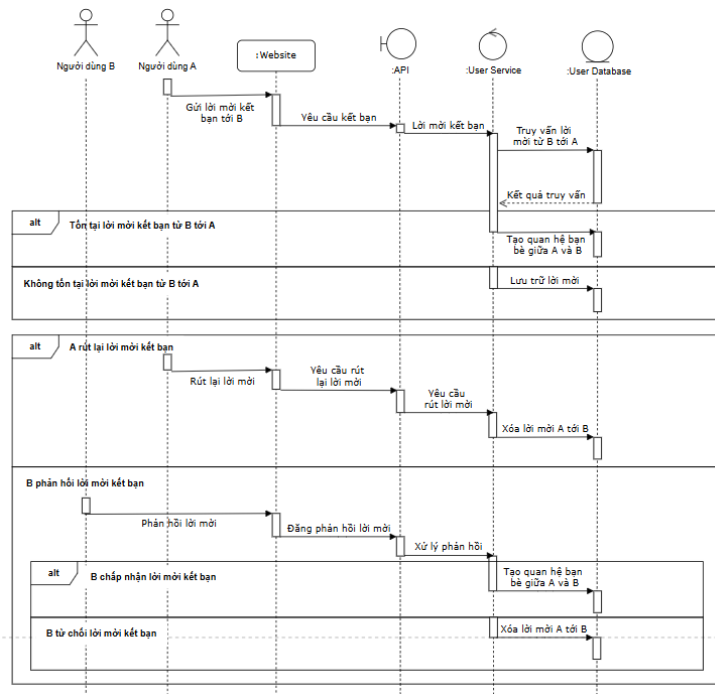 Người dùng B
Người dùng A
:Website
:API
:User Service
:User Database
Gửi lời mời kết
bạn tới B
Yêu cầu kết bạn
Lời mời kết bạn
Truy vấn lời
mời từ B tới A
Kết quả truy vấn
alt
Tồn tại lời mời kết bạn từ B tới A
Tạo quan hệ bạn
bè giữa A và B
Không tồn tại lời mời kết bạn từ B tới A
Lưu trữ lời mời
alt
A rút lại lời mời kết bạn
Rút lại lời mời
Yêu cầu rút
lại lời mời
Yêu cầu
rút lời mời
Xóa lời mời A tới B
B phản hồi lời mời kết bạn
Phản hồi lời mời
Đăng phản hồi lời mời
Xử lý phản hồi
alt
B chấp nhận lời mời kết bạn
Tạo quan hệ bạn
bè giữa A và B
B từ chối lời mời kết bạn
Xóa lời mời A tới B